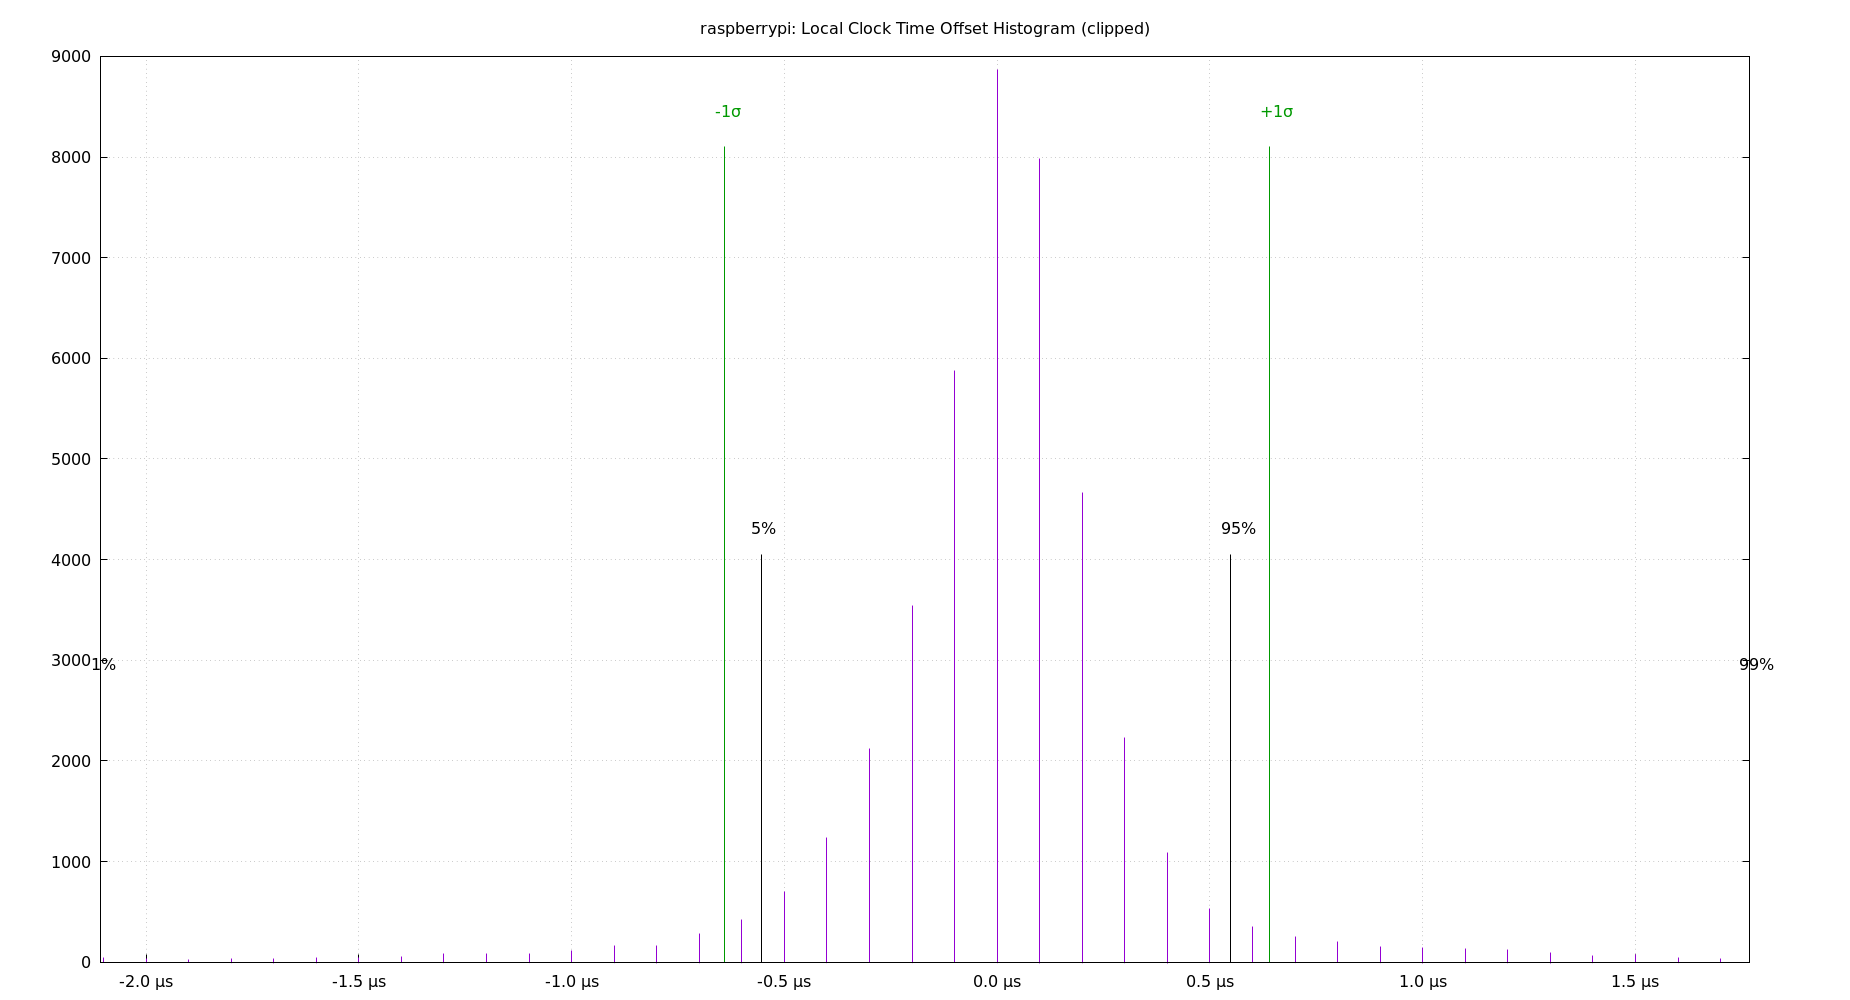 raspberrypi: Local Clock Time Offset Histogram (clipped)
9000
-1σ
+1σ
8000
7000
6000
5000
5%
95%
4000
3000
1%
99%
2000
1000
0
-2.0 µs
-1.5 µs
-1.0 µs
-0.5 µs
0.0 µs
0.5 µs
1.0 µs
1.5 µs